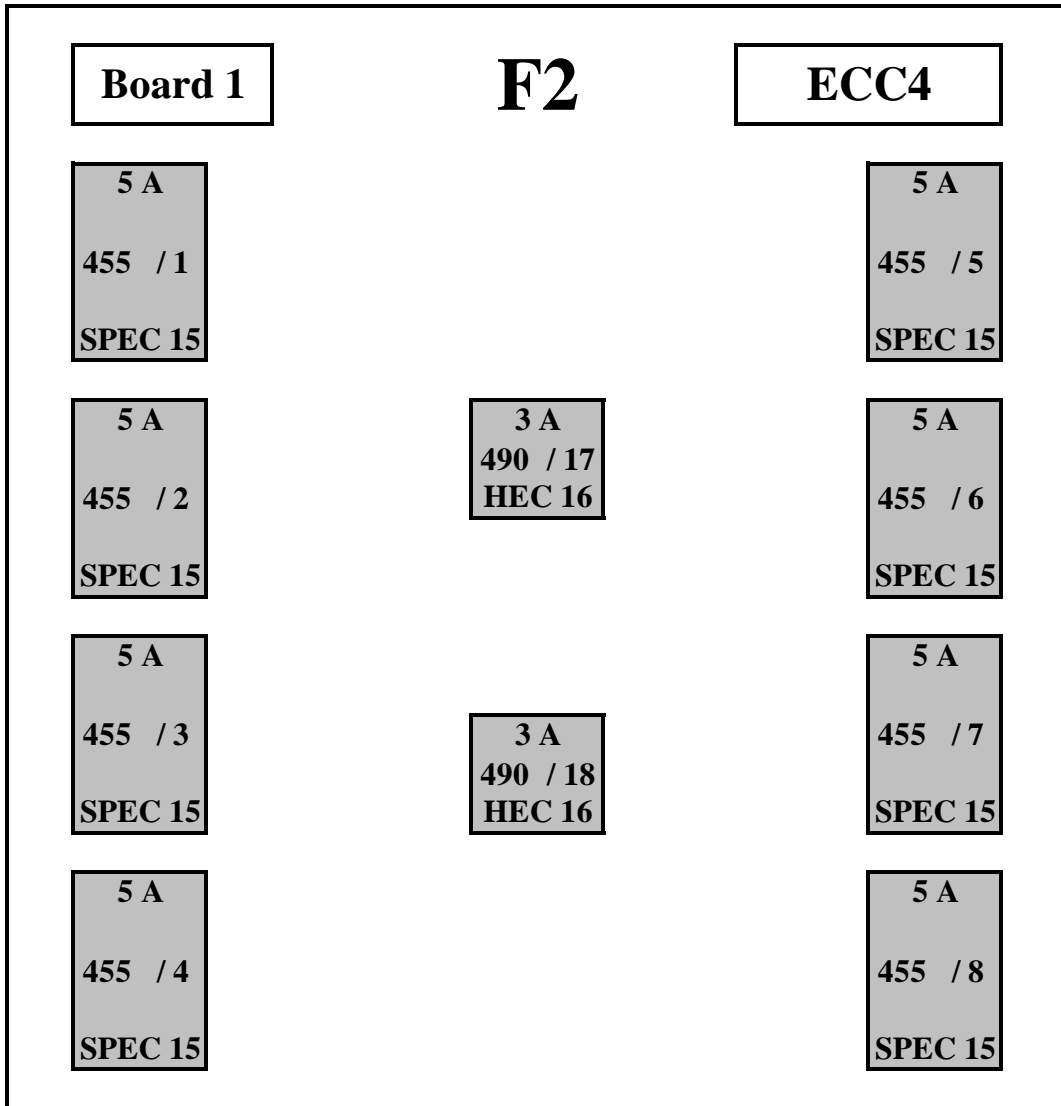 Board 1
F2
ECC4
5 A
455 / 1
SPEC 15
5 A
455 / 5
SPEC 15
5 A
455 / 2
SPEC 15
3 A
490 / 17
HEC 16
5 A
455 / 6
SPEC 15
5 A
455 / 3
SPEC 15
3 A
490 / 18
HEC 16
5 A
455 / 7
SPEC 15
5 A
455 / 4
SPEC 15
5 A
455 / 8
SPEC 15